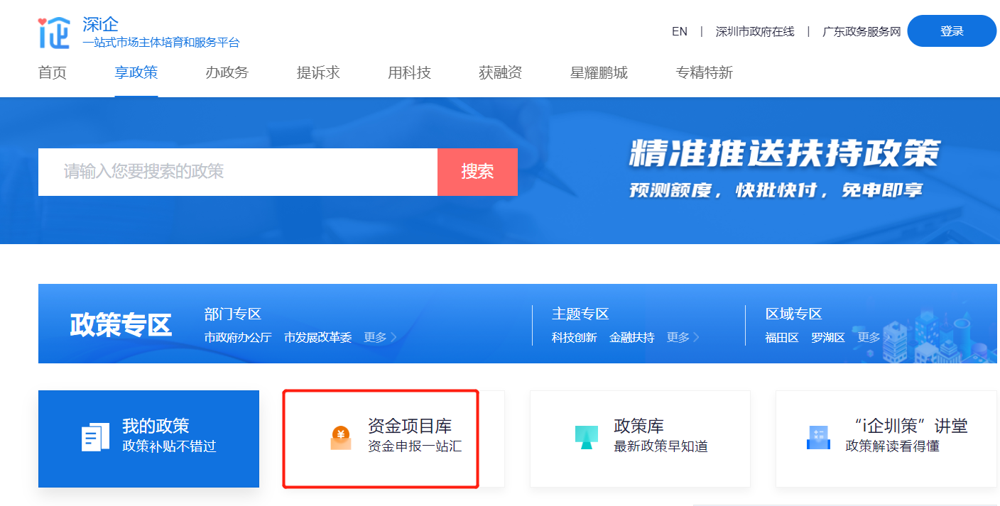 深i企
一站式市场主体培育和服务平台
EN | 深圳市政府在线 | 广东政务服务网 登录
首页 享政策 办政务 提诉求 用科技 获融资 星耀鹏城 专精特新
请输入您要搜索的政策 搜索
精准推送扶持政策
预测额度，快批快付，免申即享
政策专区
部门专区
市政府办公厅 市发展改革委 更多 >
主题专区
科技创新 金融扶持 更多 >
区域专区
福田区 罗湖区 更多 >
我的政策
政策补贴不错过
资金项目库
资金申报一站汇
政策库
最新政策早知道
“i企圳策”讲堂
政策解读看得懂